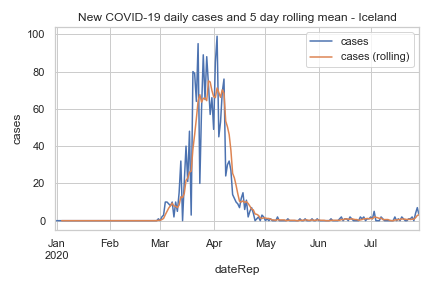 New COVID-19 daily cases and 5 day rolling mean - Iceland
cases
cases (rolling)
100
80
60
40
20
0
cases
Jan Feb Mar Apr May Jun Jul
2020
dateRep